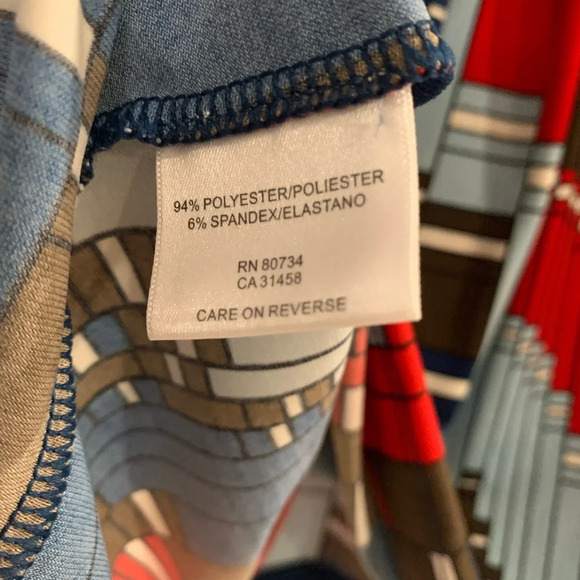 94% POLYESTER/POLIESTER
6% SPANDEX/ELASTANO
RN 80734
CA 31458
CARE ON REVERSE